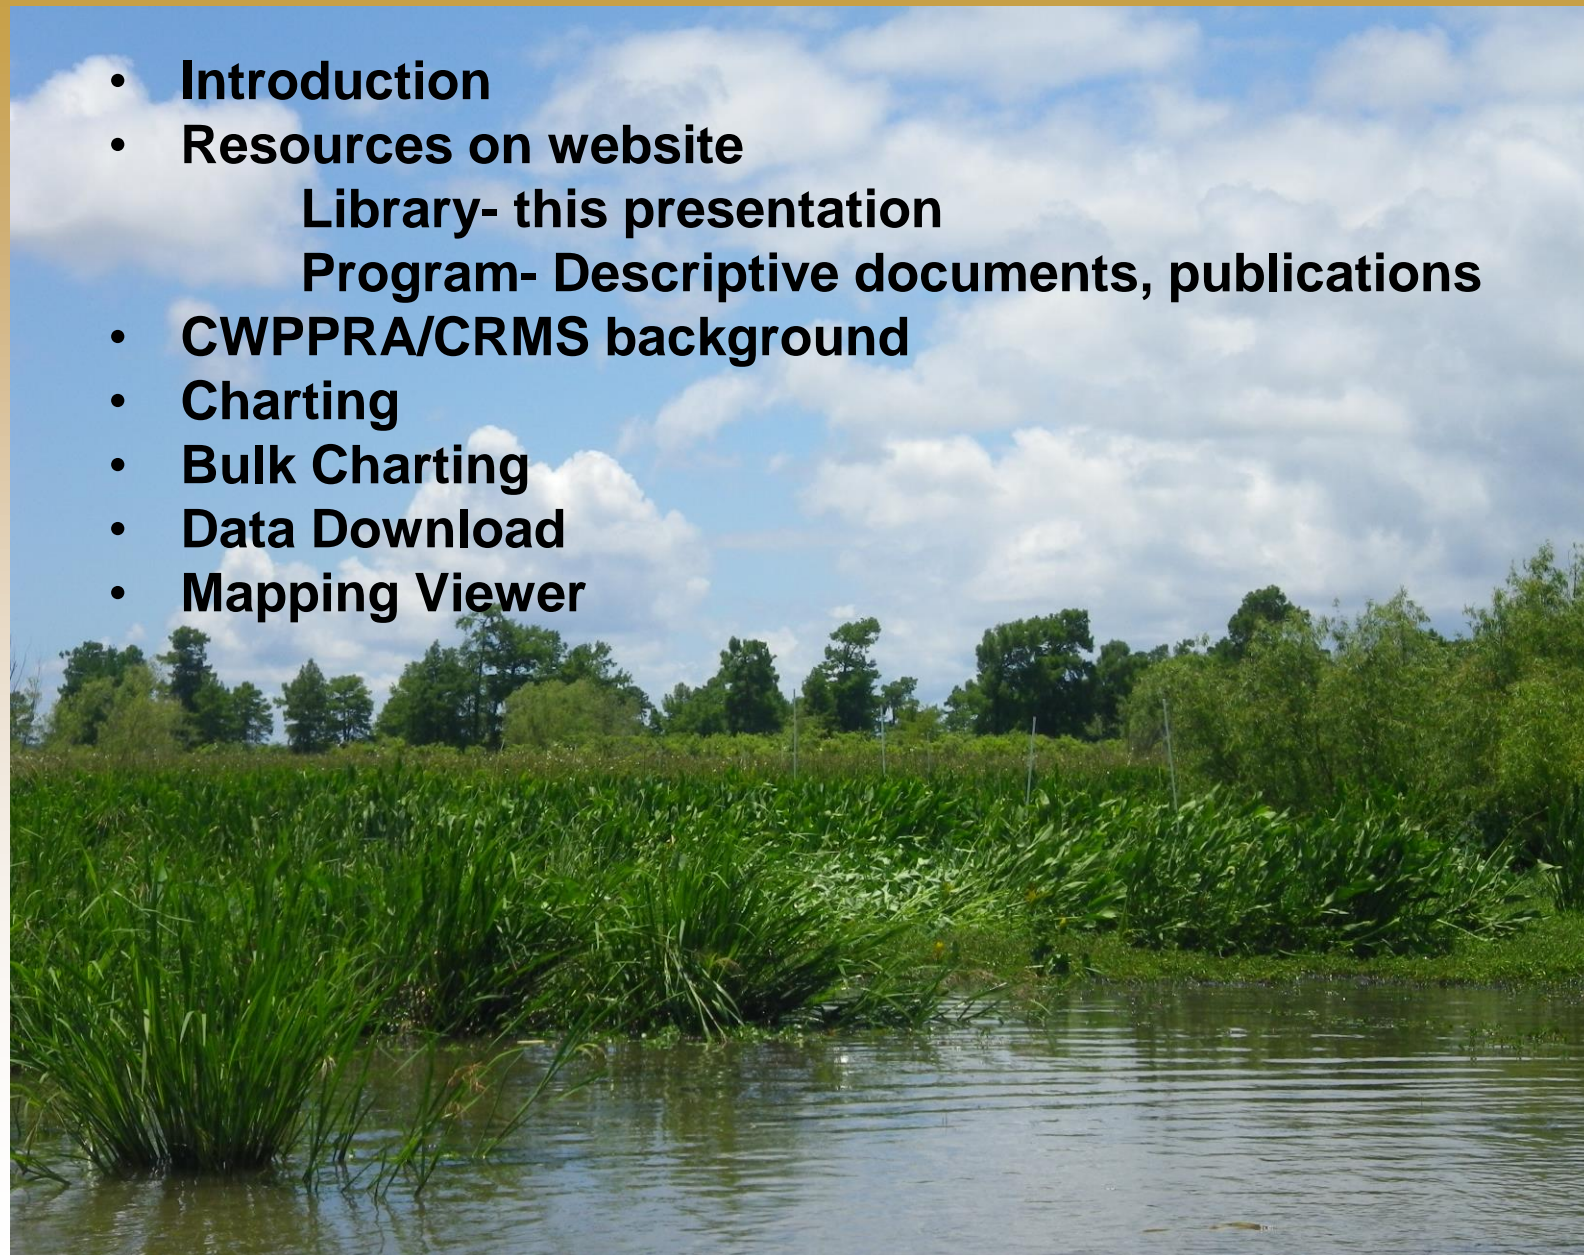 • Introduction
• Resources on website
Library- this presentation
Program- Descriptive documents, publications
• CWPPRA/CRMS background
• Charting
• Bulk Charting
• Data Download
• Mapping Viewer